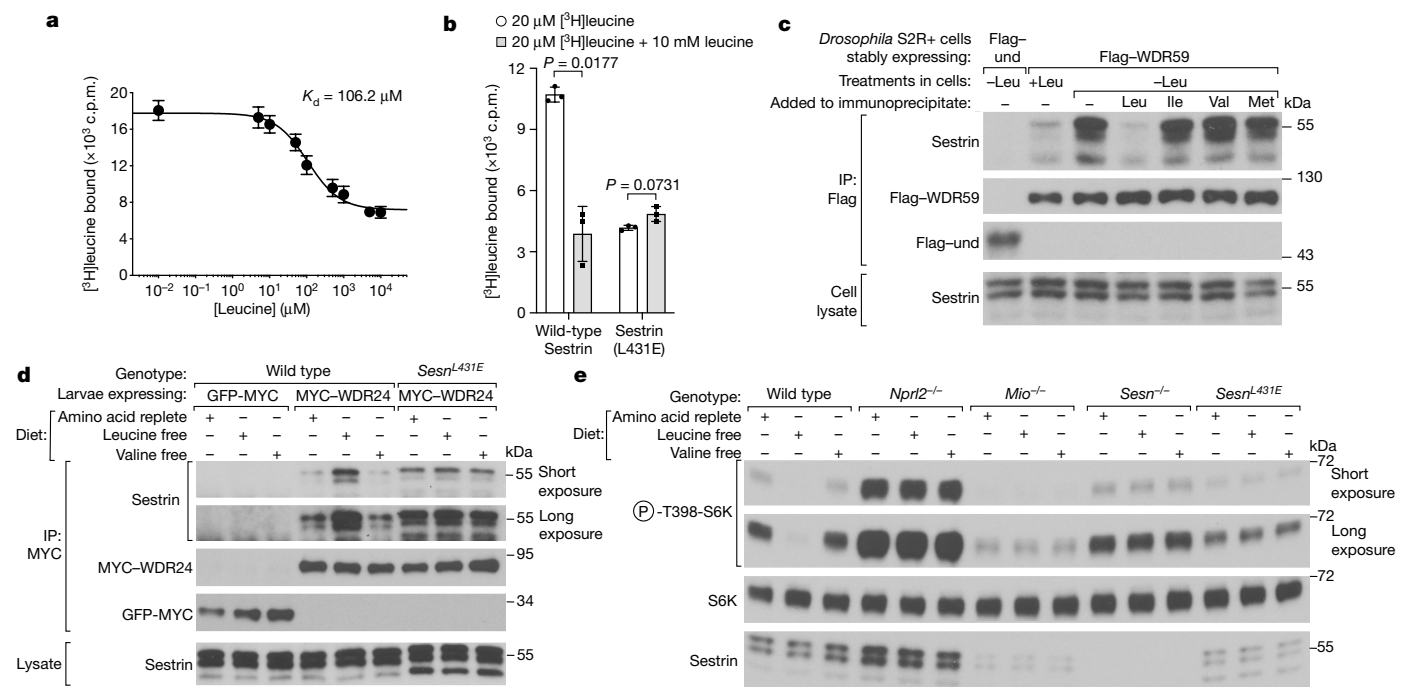 a
[³H]leucine bound (×10³ c.p.m.)
20
16
12
8
4
0
Kd = 106.2 μM
10⁻² 10⁻¹ 10⁰ 10¹ 10² 10³ 10⁴
[Leucine] (μM)
b
20 μM [³H]leucine
20 μM [³H]leucine + 10 mM leucine
[³H]leucine bound (×10³ c.p.m.)
12
9
6
3
0
P = 0.0177
P = 0.0731
Wild-type Sestrin
Sestrin (L431E)
c
Drosophila S2R+ cells stably expressing:
Flag–und
Flag–WDR59
Treatments in cells: –Leu +Leu –Leu
Added to immunoprecipitate: – – – Leu Ile Val Met kDa
IP: Flag
Sestrin 55
Flag–WDR59 130
Flag–und 43
Cell lysate
Sestrin 55
d
Genotype: Wild type Sesn^L431E
Larvae expressing: GFP-MYC MYC–WDR24 MYC–WDR24
Diet:
Amino acid replete + – – + – – + – –
Leucine free – + – – + – – + –
Valine free – – + – – + – – + kDa
IP: MYC
Sestrin
55 Short exposure
55 Long exposure
MYC–WDR24 95
GFP-MYC 34
Lysate Sestrin 55
e
Genotype: Wild type Nprl2^–/– Mio^–/– Sesn^–/– Sesn^L431E
Diet:
Amino acid replete + – – + – – + – – + – – + – –
Leucine free – + – – + – – + – – + – – + –
Valine free – – + – – + – – + – – + – – + kDa
Ⓟ-T398-S6K
72 Short exposure
72 Long exposure
S6K 72
Sestrin 55